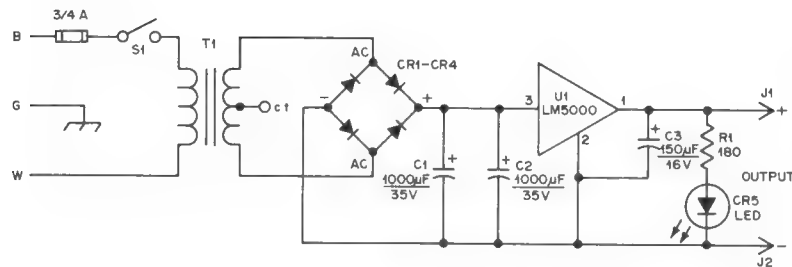 3/4 A
B
S1
T1
AC
CR1-CR4
U1
LM5000
3
1
2
J1
+
G
ct
-
+
+
C1
1000µF
35V
+
C2
1000µF
35V
+
C3
150µF
16V
R1
180
OUTPUT
CR5
LED
W
AC
-
J2